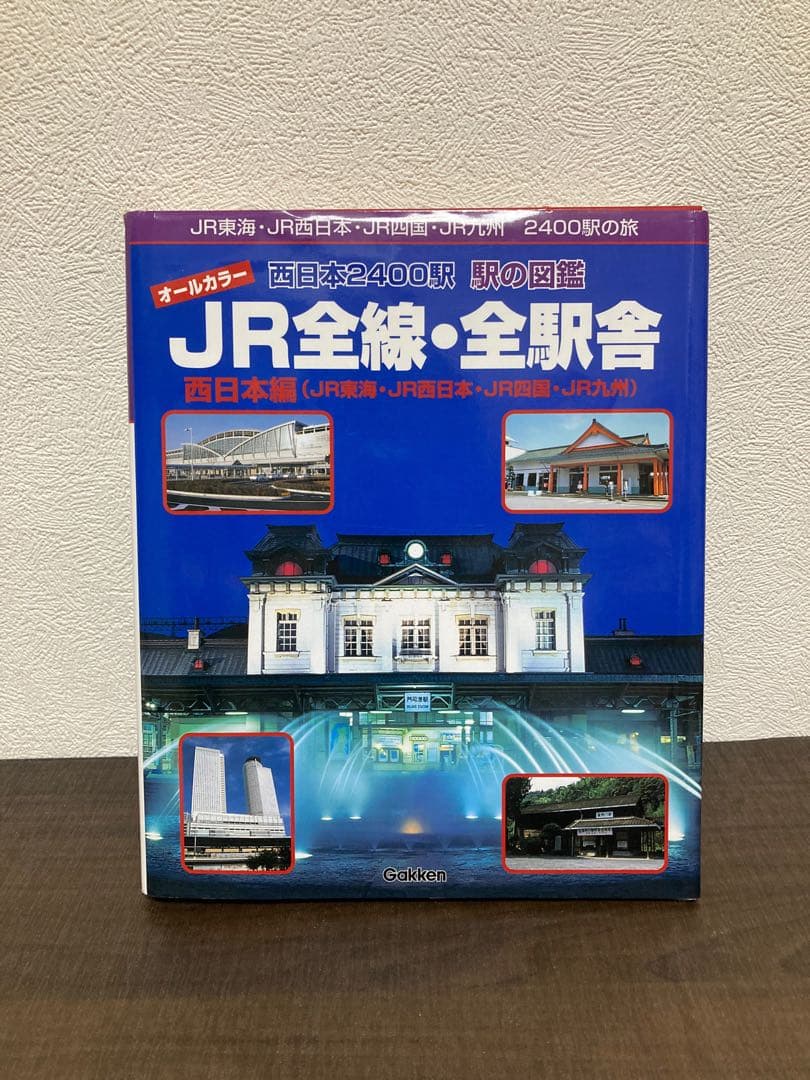 JR東海・JR西日本・JR四国・JR九州 2400駅の旅
オールカラー
西日本2400駅 駅の図鑑
JR全線・全駅舎
西日本編(JR東海・JR西日本・JR四国・JR九州)
門司港駅
Gakken